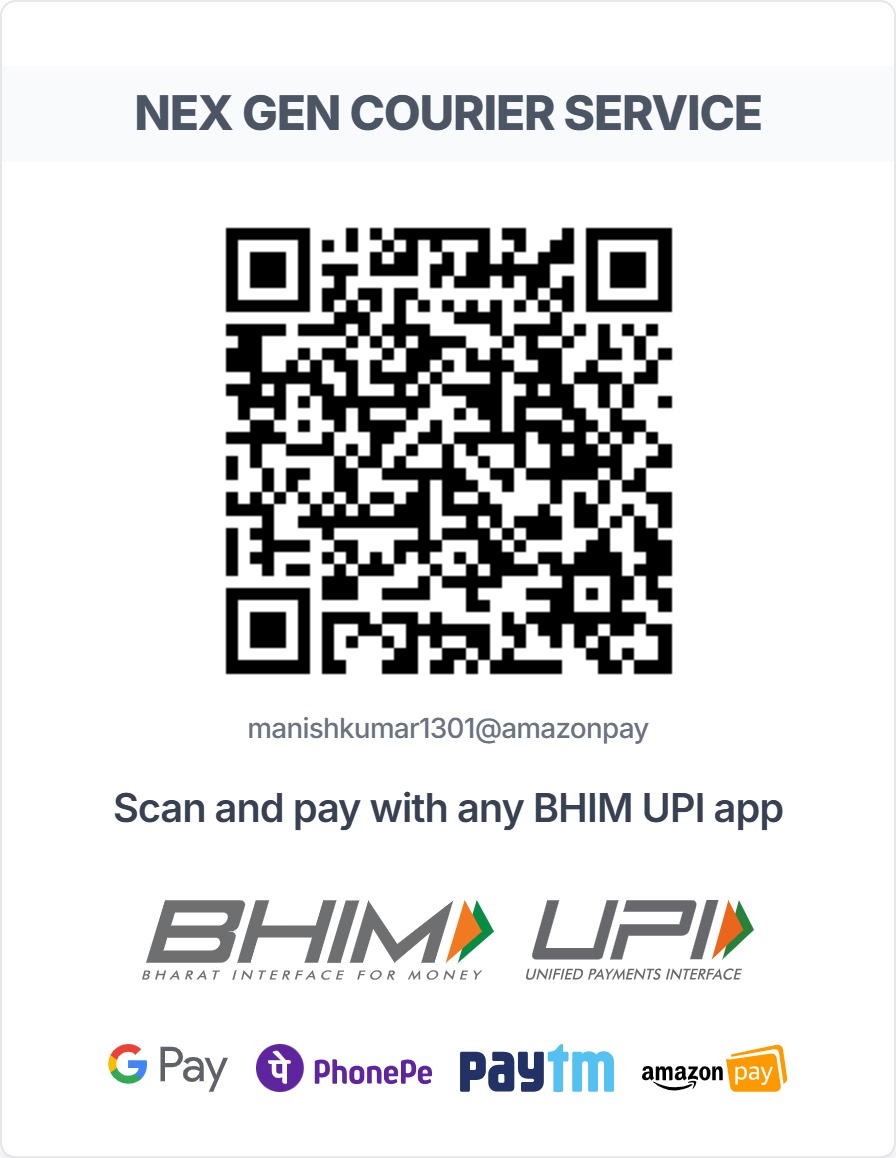 NEX GEN COURIER SERVICE
manishkumar1301@amazonpay
Scan and pay with any BHIM UPI app
BHIM UPI
BHARAT INTERFACE FOR MONEY UNIFIED PAYMENTS INTERFACE
G Pay पे PhonePe paytm amazon pay